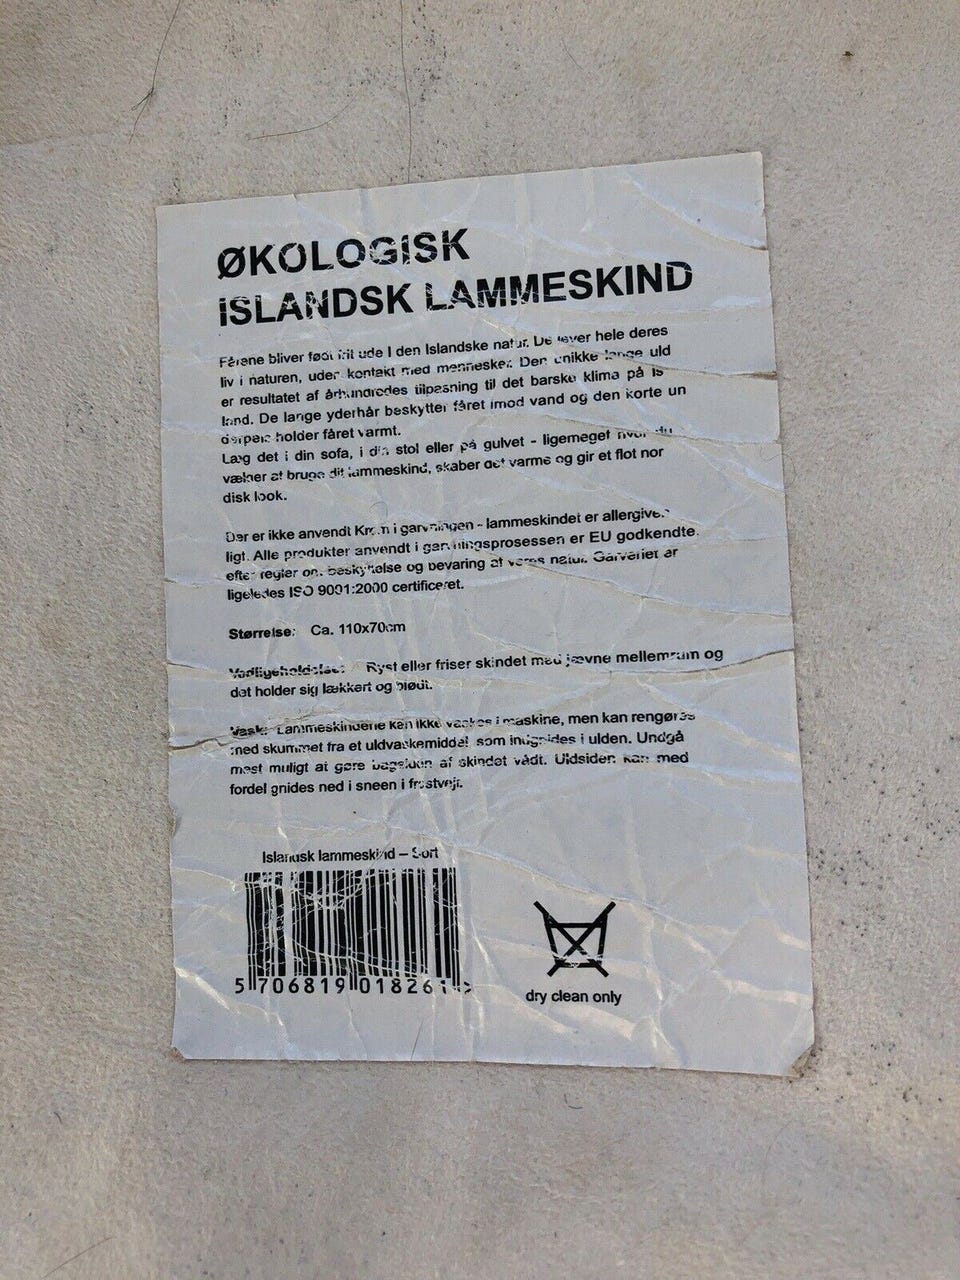 ØKOLOGISK
ISLANDSK LAMMESKIND
Fårene bliver født frit ude I den Islandske natur. De lever hele deres
liv i naturen, uden kontakt med mennesker. Den unikke lange uld
er resultatet af århundredes tilpasning til det barske klima på Is
land. De lange yderhår beskytter fåret imod vand og den korte un
derpels holder fåret varmt.
Læg det i din sofa, i din stol eller på gulvet - ligemeget hvor du
vælger at bruge dit lammeskind, skaber det varme og gir et flot nor
disk look.
Der er ikke anvendt Krom i garvningen - lammeskindet er allergiven
ligt. Alle produkter anvendt i garvningsprosessen er EU godkendte.
efter regler om beskyttelse og bevaring af vores natur. Garveriet er
ligeledes ISO 9001:2000 certificeret.
Størrelse: Ca. 110x70cm
Vedligeholdelse: Ryst eller friser skindet med jævne mellemrum og
det holder sig lækkert og blødt.
Vask: Lammeskindene kan ikke vaskes i maskine, men kan rengøres
med skummet fra et uldvaskemiddel som indgnides i ulden. Undgå
mest muligt at gøre bagsiden af skindet vådt. Uldsiden kan med
fordel gnides ned i sneen i frostvejr.
Islandsk lammeskind – Sort
5 706819 018261 >
dry clean only